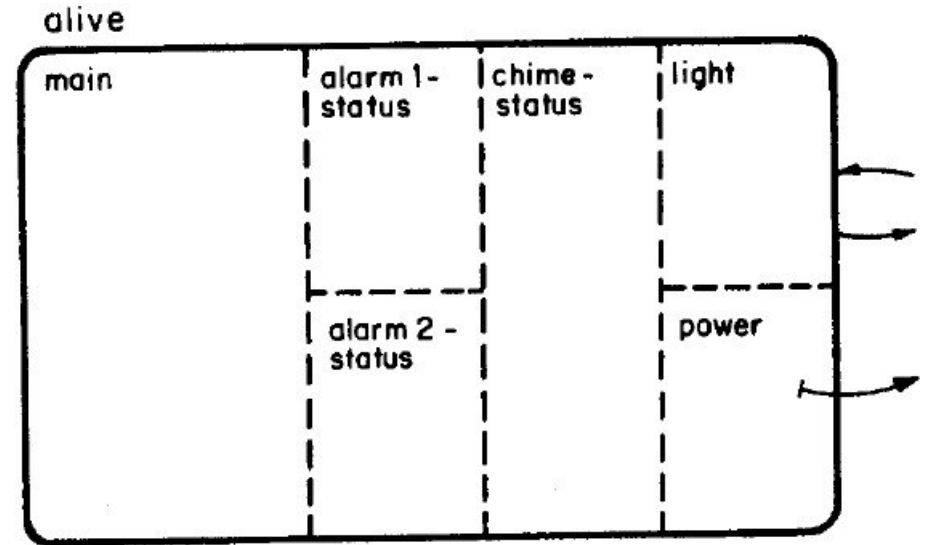 alive
main
alarm 1-
status
chime-
status
light
alarm 2-
status
power